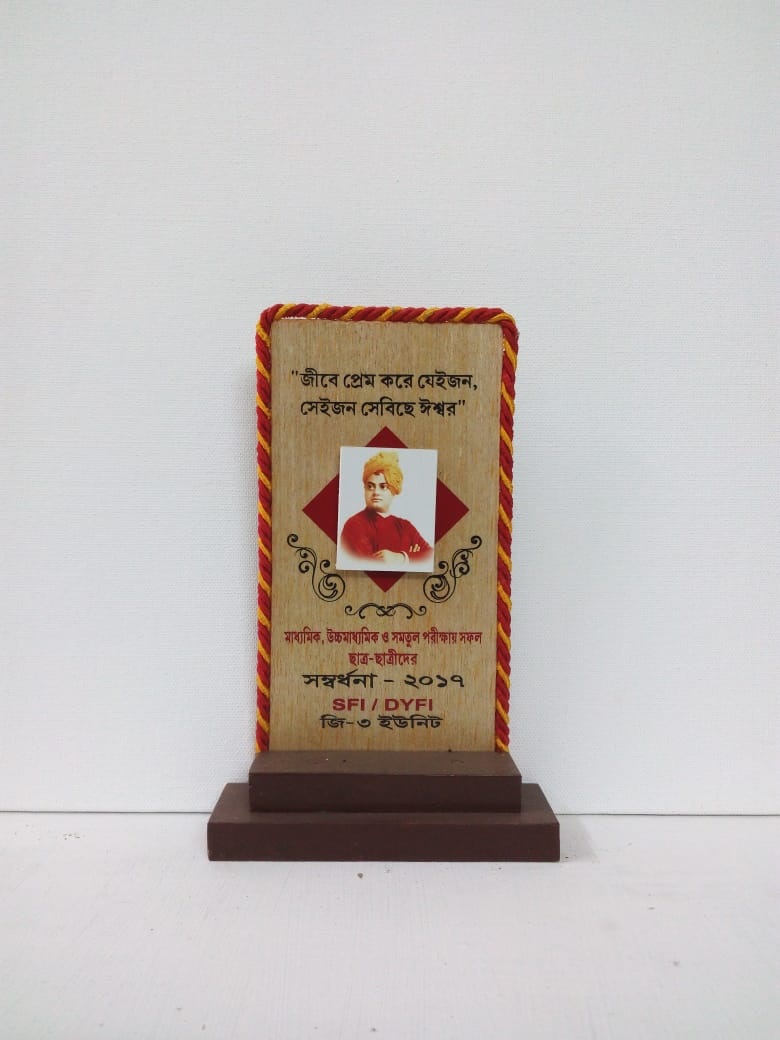 "জীবে প্রেম করে যেইজন,
সেইজন সেবিছে ঈশ্বর"
মাধ্যমিক, উচ্চমাধ্যমিক ও সমতুল পরীক্ষায় সফল
ছাত্র-ছাত্রীদের
সম্বর্ধনা - ২০১৭
SFI / DYFI
জি-৩ ইউনিট